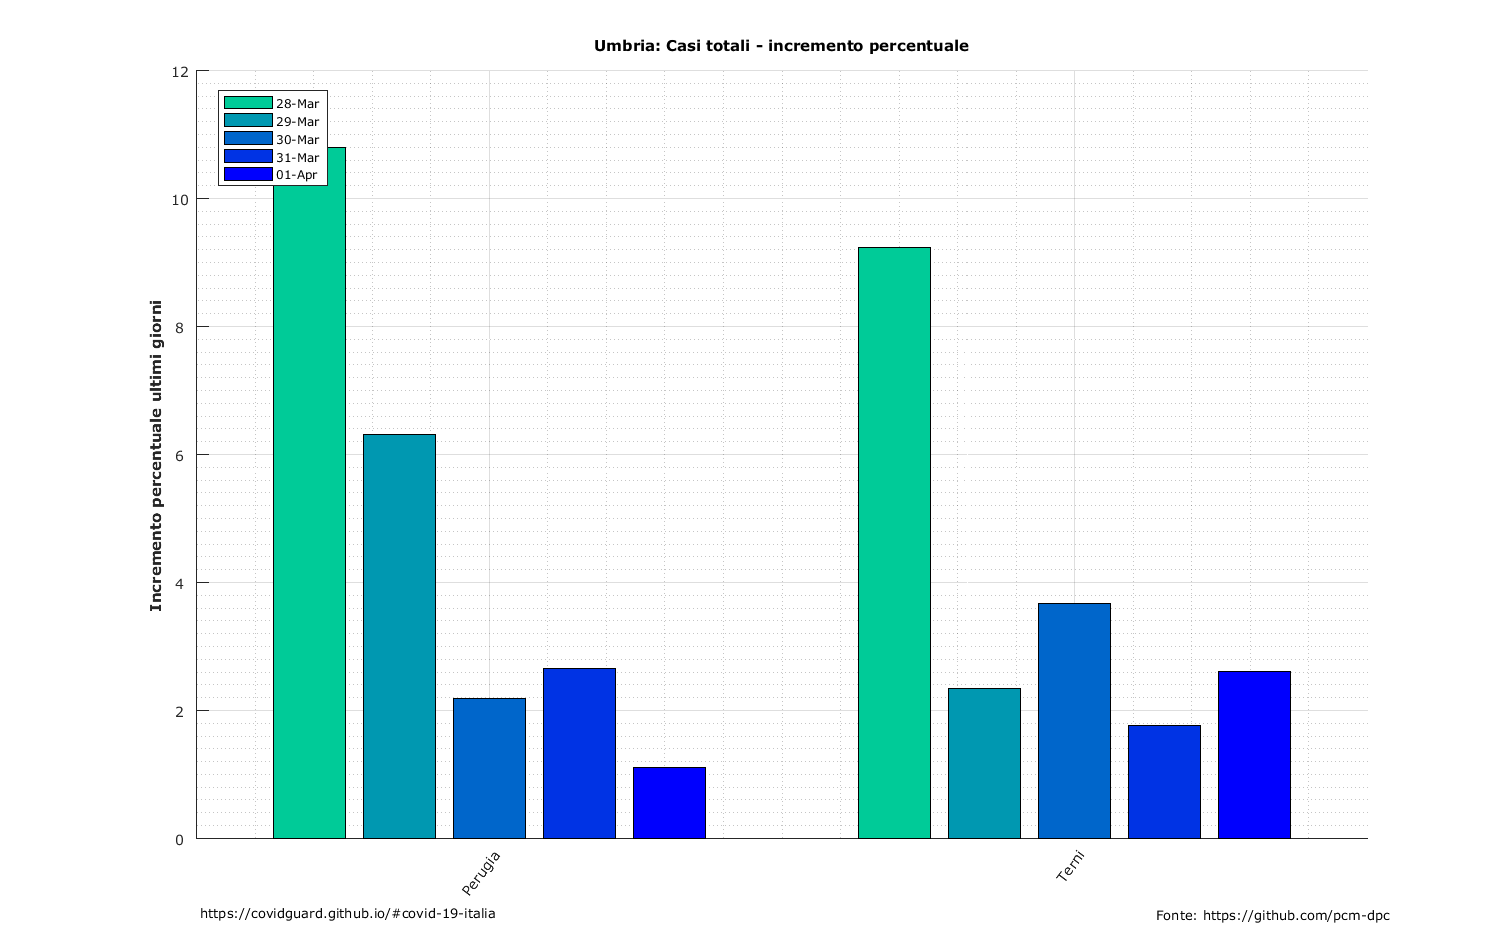 Umbria: Casi totali - incremento percentuale
Incremento percentuale ultimi giorni
12
10
8
6
4
2
0
28-Mar
29-Mar
30-Mar
31-Mar
01-Apr
Perugia
Terni
https://covidguard.github.io/#covid-19-italia
Fonte: https://github.com/pcm-dpc